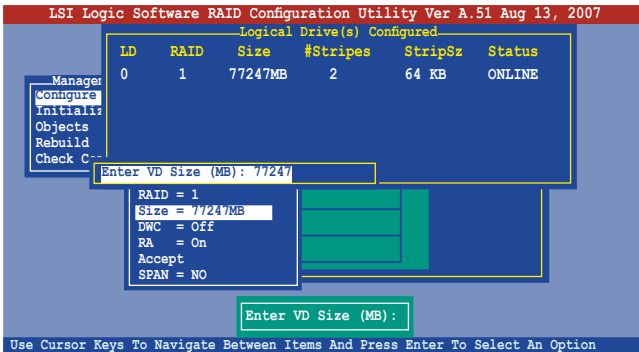 LSI Logic Software RAID Configuration Utility Ver A.51 Aug 13, 2007
Logical Drive(s) Configured
LD RAID Size #Stripes StripSz Status
0 1 77247MB 2 64 KB ONLINE
Configure
Initializ
Objects
Rebuild
Check
Enter VD Size (MB): 77247
RAID = 1
Size = 77247MB
DWC = Off
RA = On
Accept
SPAN = NO
Enter VD Size (MB):
Use Cursor Keys To Navigate Between Items And Press Enter To Select An Option